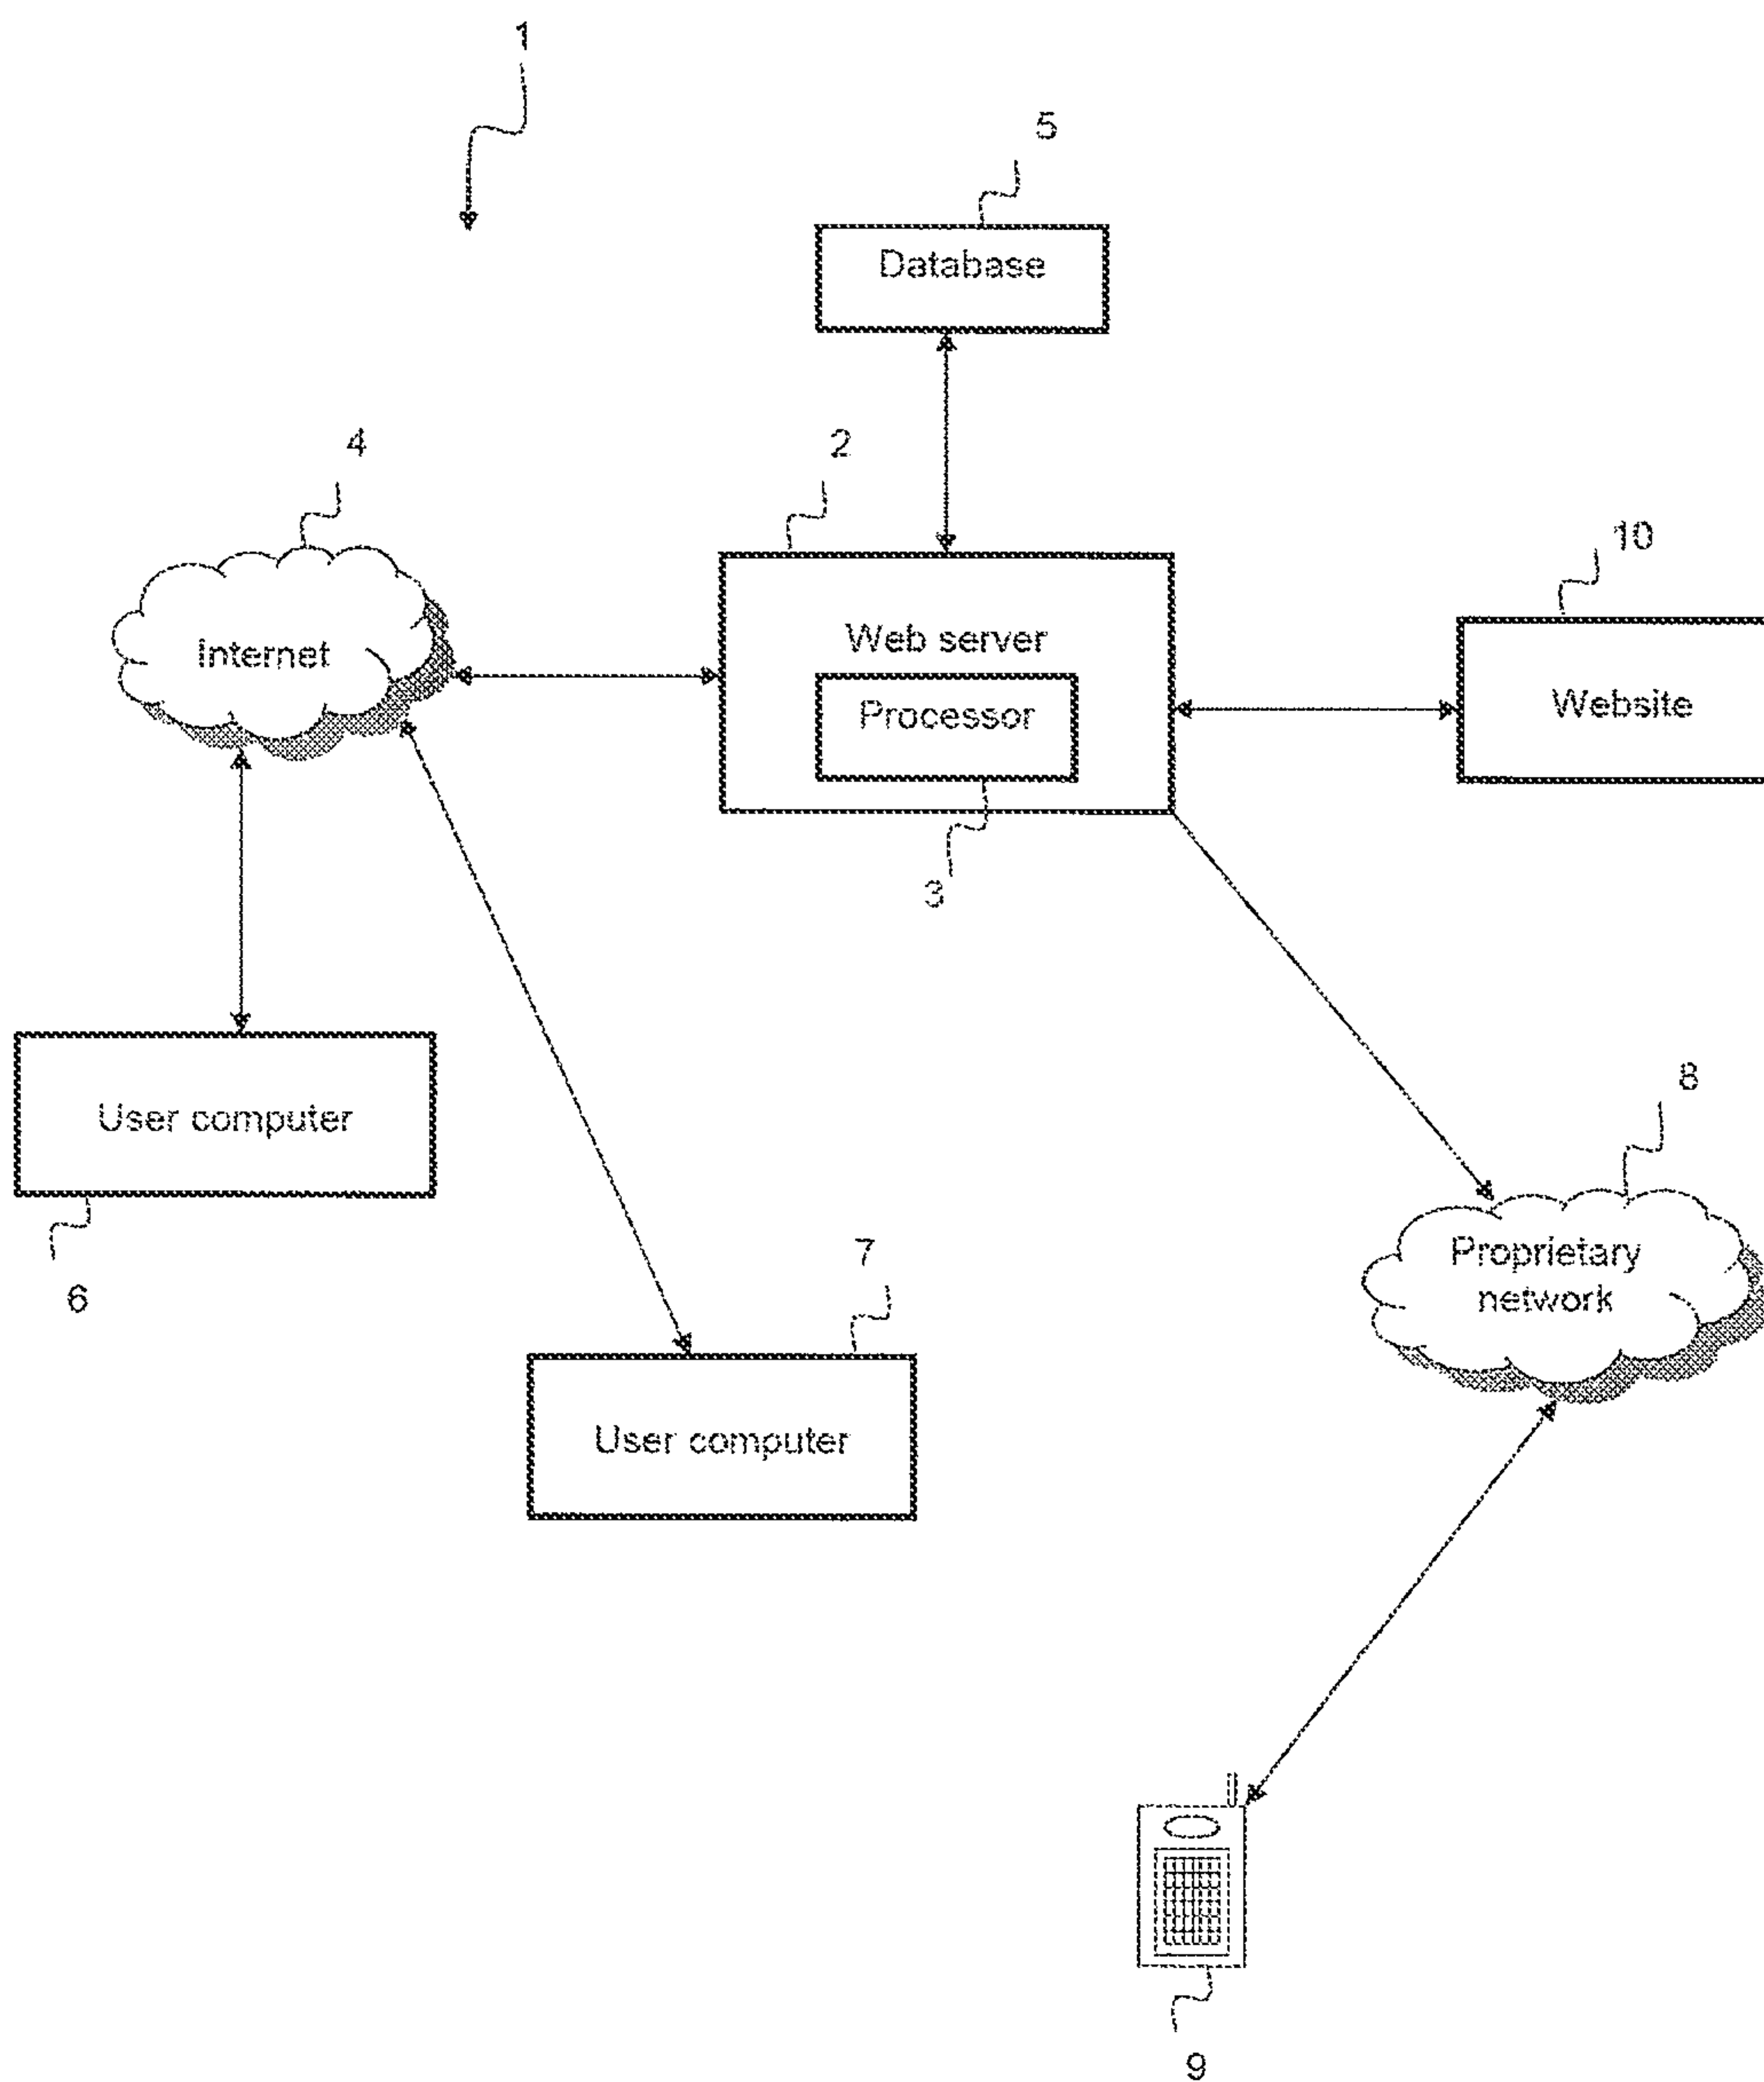 1
5
Database
4
2
10
Internet
Web server
Website
Processor
3
8
User computer
Proprietary
network
6
7
User computer
9